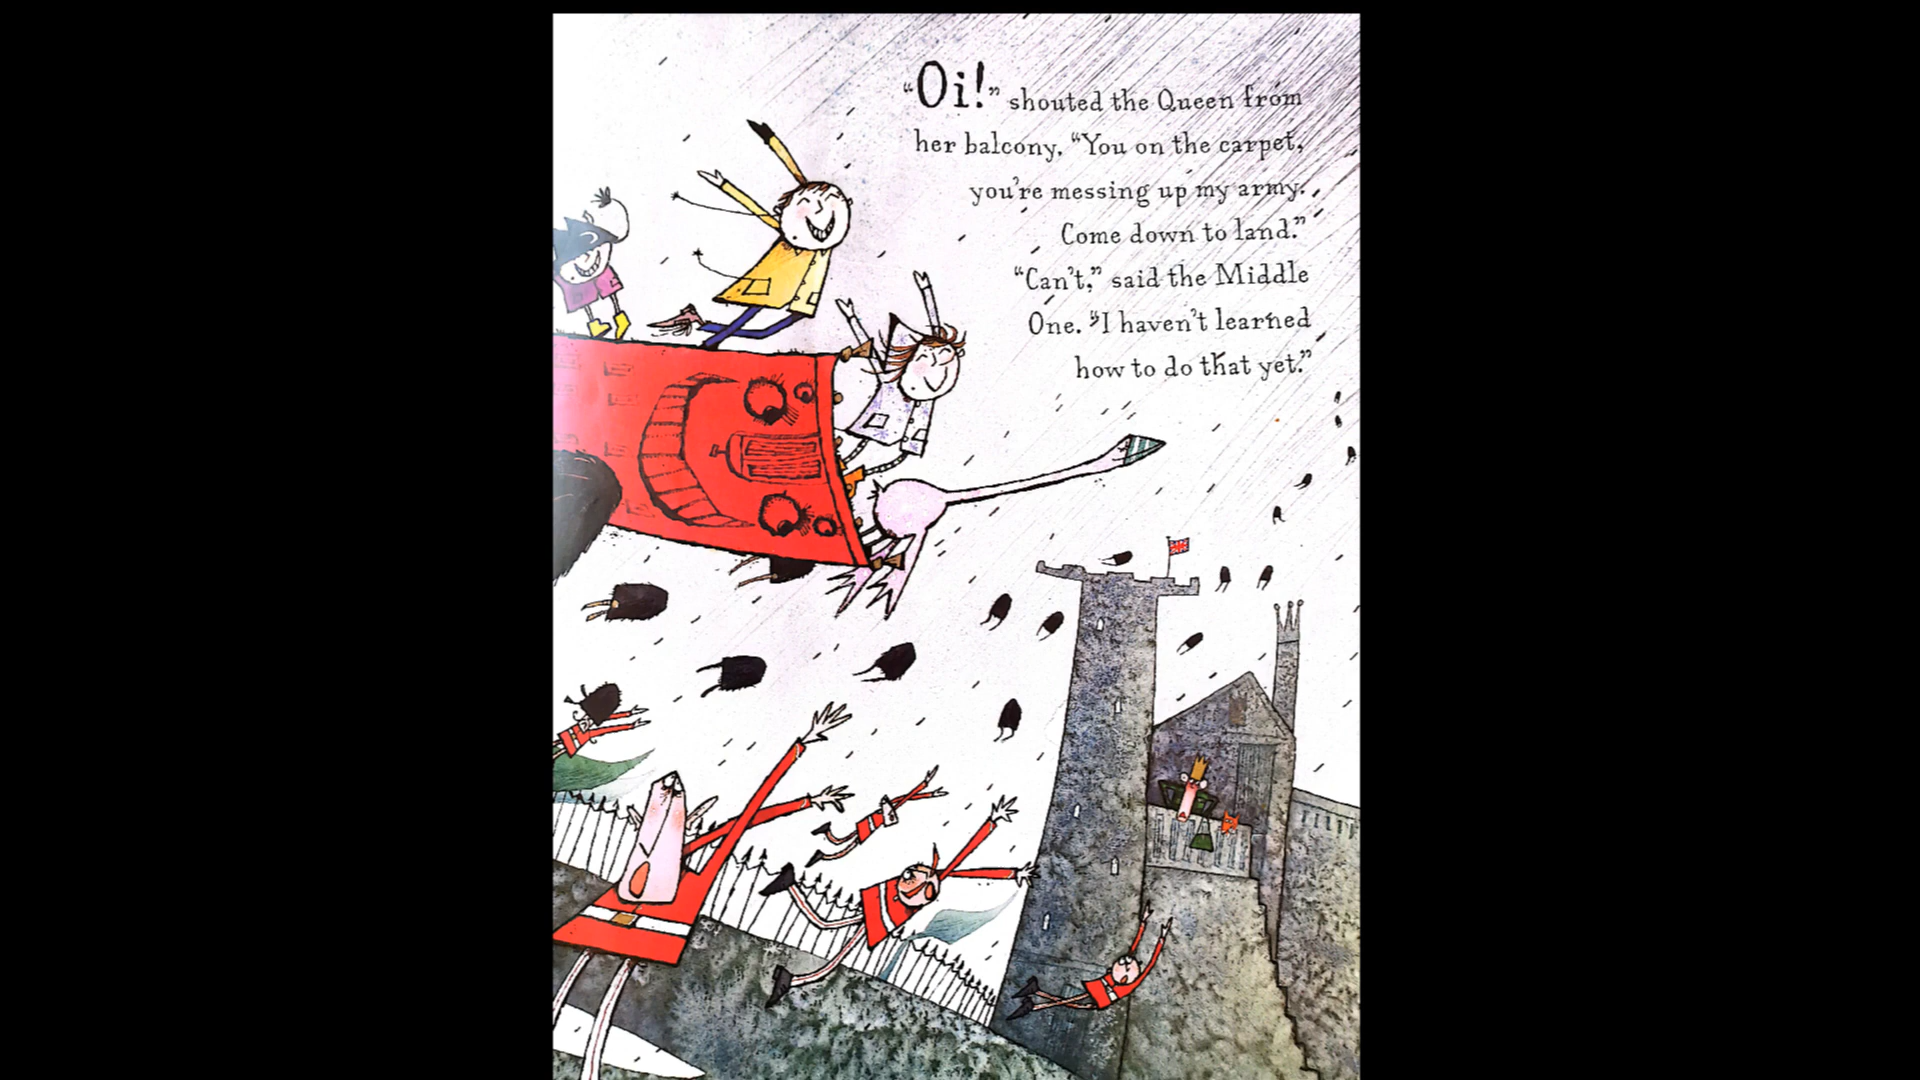 “Oi!” shouted the Queen from
her balcony. “You on the carpet,
you’re messing up my army.
Come down to land.”
“Can’t,” said the Middle
One. “I haven’t learned
how to do that yet.”